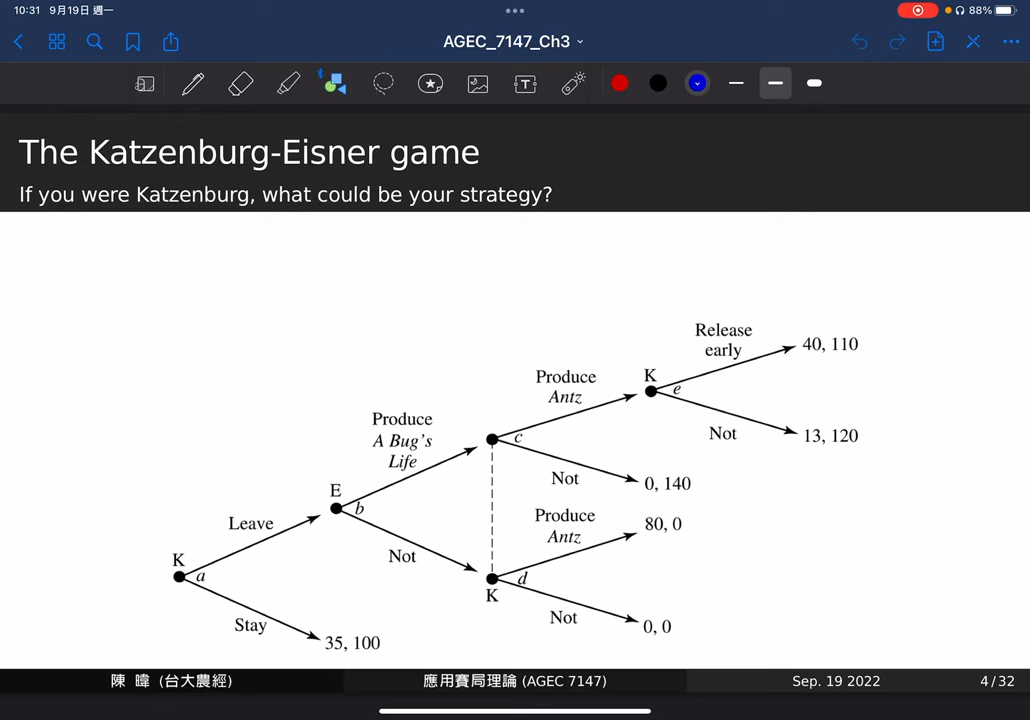 10:31 9月19日 週一
88%
AGEC_7147_Ch3
T
The Katzenburg-Eisner game
If you were Katzenburg, what could be your strategy?
Release
early
40, 110
K
e
Produce
Antz
Not
13, 120
Produce
A Bug's
Life
c
Not
0, 140
E
b
Produce
Antz
80, 0
Leave
Not
d
K
Not
0, 0
K
a
Stay
35, 100
陳 暐 (台大農經)
應用賽局理論 (AGEC 7147)
Sep. 19 2022
4/32